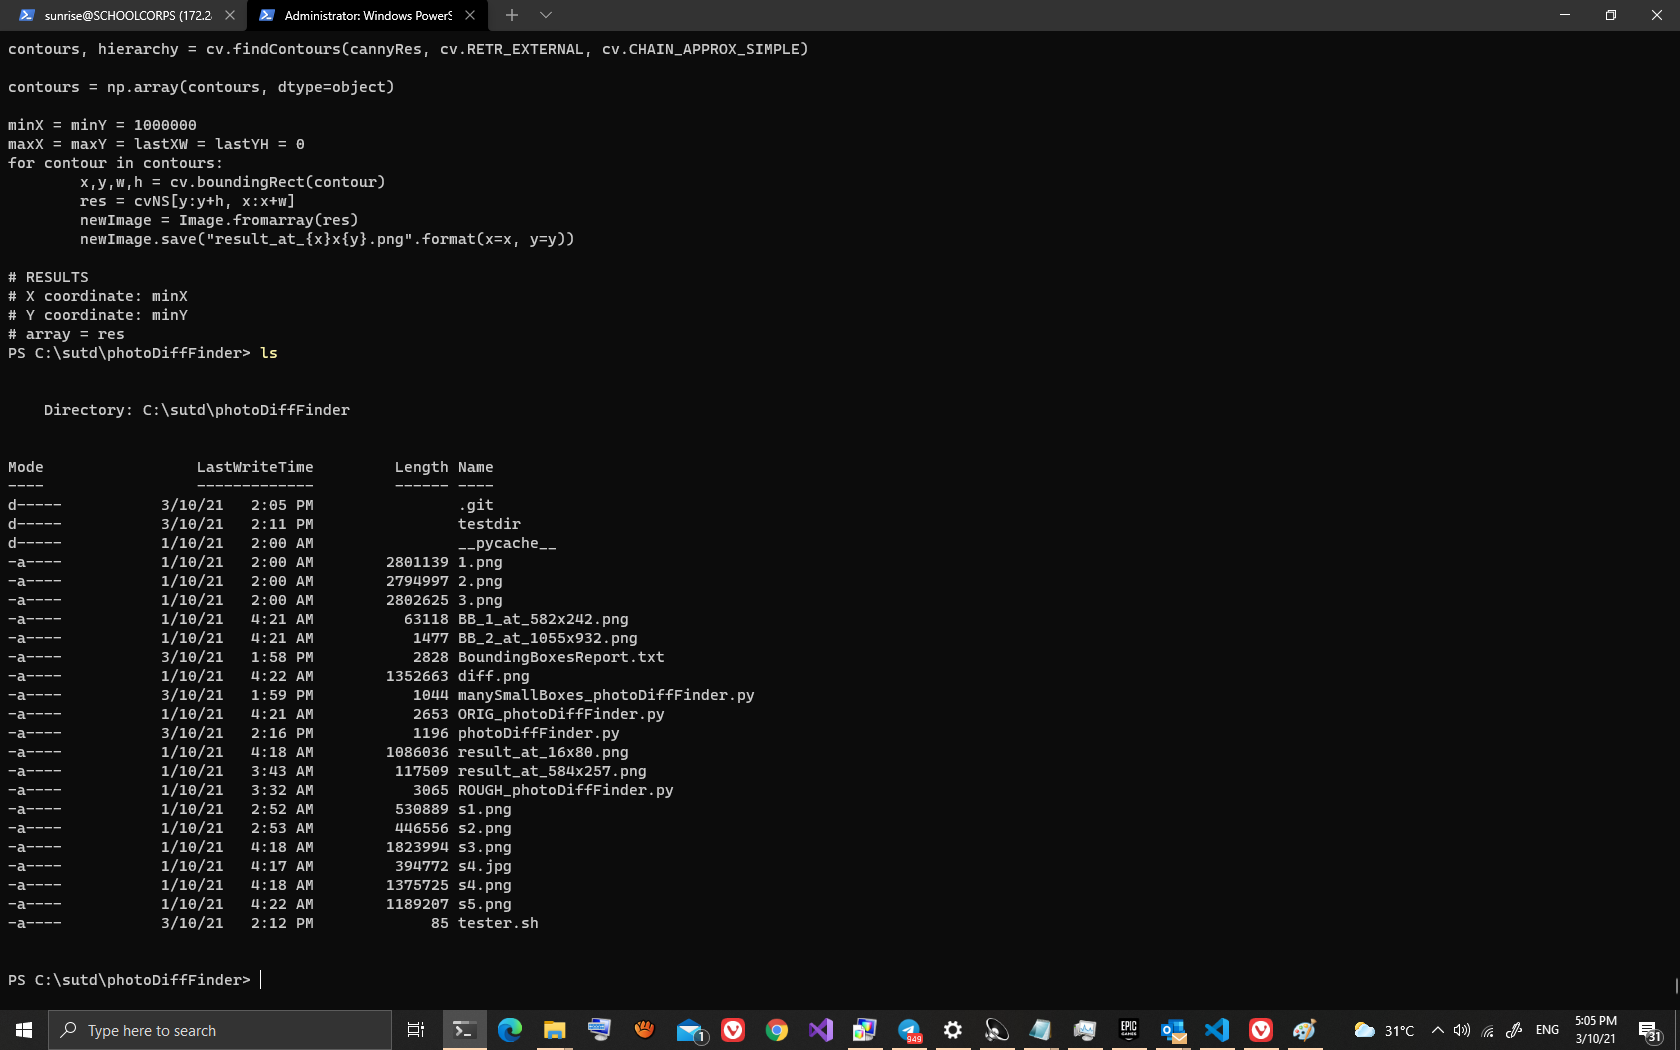 sunrise@SCHOOLCORPS (172.2
Administrator: Windows PowerS
contours, hierarchy = cv.findContours(cannyRes, cv.RETR_EXTERNAL, cv.CHAIN_APPROX_SIMPLE)
contours = np.array(contours, dtype=object)
minX = minY = 1000000
maxX = maxY = lastXW = lastYH = 0
for contour in contours:
        x,y,w,h = cv.boundingRect(contour)
        res = cvNS[y:y+h, x:x+w]
        newImage = Image.fromarray(res)
        newImage.save("result_at_{x}x{y}.png".format(x=x, y=y))
# RESULTS
# X coordinate: minX
# Y coordinate: minY
# array = res
PS C:\sutd\photoDiffFinder> ls
    Directory: C:\sutd\photoDiffFinder
Mode                 LastWriteTime         Length Name
----                 -------------         ------ ----
d-----           3/10/21   2:05 PM                .git
d-----           3/10/21   2:11 PM                testdir
d-----           1/10/21   2:00 AM                __pycache__
-a----           1/10/21   2:00 AM        2801139 1.png
-a----           1/10/21   2:00 AM        2794997 2.png
-a----           1/10/21   2:00 AM        2802625 3.png
-a----           1/10/21   4:21 AM          63118 BB_1_at_582x242.png
-a----           1/10/21   4:21 AM           1477 BB_2_at_1055x932.png
-a----           3/10/21   1:58 PM           2828 BoundingBoxesReport.txt
-a----           1/10/21   4:22 AM        1352663 diff.png
-a----           3/10/21   1:59 PM           1044 manySmallBoxes_photoDiffFinder.py
-a----           1/10/21   4:21 AM           2653 ORIG_photoDiffFinder.py
-a----           3/10/21   2:16 PM           1196 photoDiffFinder.py
-a----           1/10/21   4:18 AM        1086036 result_at_16x80.png
-a----           1/10/21   3:43 AM         117509 result_at_584x257.png
-a----           1/10/21   3:32 AM           3065 ROUGH_photoDiffFinder.py
-a----           1/10/21   2:52 AM         530889 s1.png
-a----           1/10/21   2:53 AM         446556 s2.png
-a----           1/10/21   4:18 AM        1823994 s3.png
-a----           1/10/21   4:17 AM         394772 s4.jpg
-a----           1/10/21   4:18 AM        1375725 s4.png
-a----           1/10/21   4:22 AM        1189207 s5.png
-a----           3/10/21   2:12 PM             85 tester.sh
PS C:\sutd\photoDiffFinder>
Type here to search
1
949
EPIC GAMES
31°C
ENG
5:05 PM
3/10/21
31